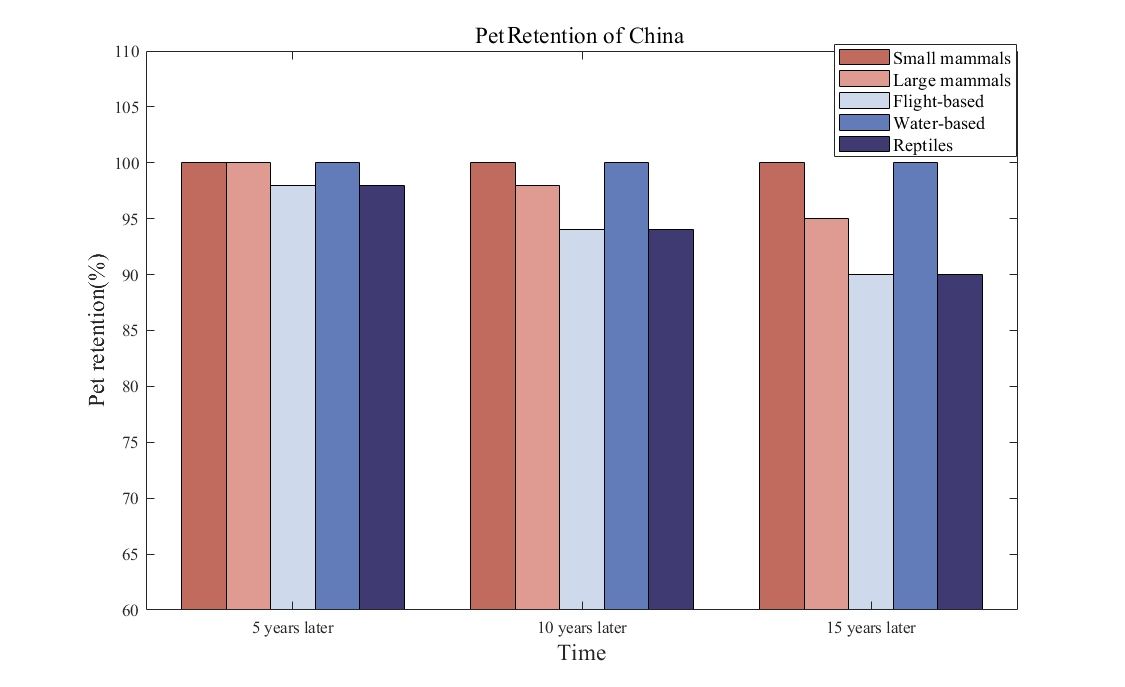 Pet Retention of China
Small mammals
Large mammals
Flight-based
Water-based
Reptiles
110
105
100
95
90
85
80
75
70
65
60
Pet retention(%)
5 years later
10 years later
15 years later
Time